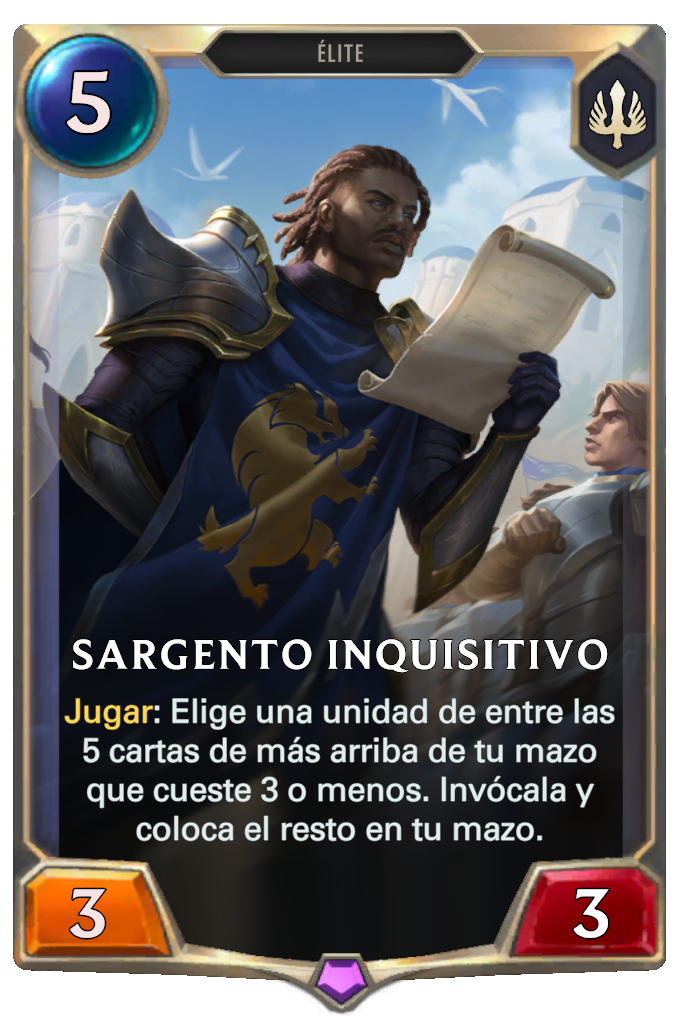 5
ÉLITE
SARGENTO INQUISITIVO
Jugar: Elige una unidad de entre las
5 cartas de más arriba de tu mazo
que cueste 3 o menos. Invócala y
coloca el resto en tu mazo.
3
3